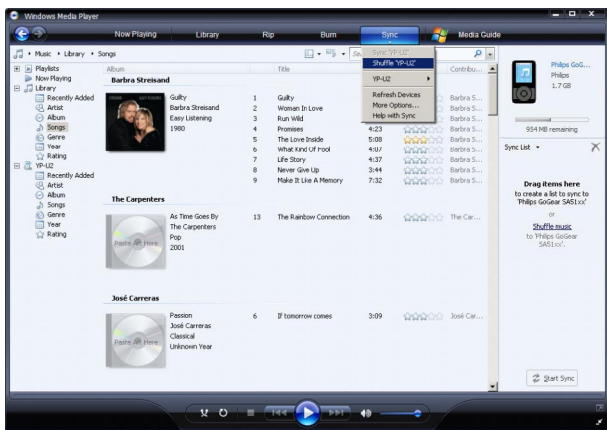 Windows Media Player
Now Playing
Library
Rip
Burn
Sync
Media Guide
Music
Library
Songs
Sync 'YP-U2'
Shuffle 'YP-U2'
YP-U2
Refresh Devices
More Options...
Help with Sync
Playlists
Now Playing
Library
Recently Added
Artist
Album
Songs
Genre
Year
Rating
YP-U2
Recently Added
Artist
Album
Songs
Genre
Year
Rating
Album
Title
Contribu...
Barbra Streisand
Guilty
Barbra Streisand
Easy Listening
1980
1 Guilty
2 Woman In Love
3 Run Wild
4 Promises 4:23 Barbra S...
5 The Love Inside 5:08 Barbra S...
6 What Kind Of Fool 4:07 Barbra S...
7 Life Story 4:37 Barbra S...
8 Never Give Up 3:44 Barbra S...
9 Make It Like A Memory 7:32 Barbra S...
The Carpenters
Paste Art Here
As Time Goes By
The Carpenters
Pop
2001
13 The Rainbow Connection 4:36 The Car...
José Carreras
Paste Art Here
Passion
José Carreras
Classical
Unknown Year
6 If tomorrow comes 3:09 José Car...
Philips GoG...
Philips
1.7 GB
954 MB remaining
Sync List
Drag items here
to create a list to sync to
'Philips GoGear
SA51xx'
or
Shuffle music
to 'Philips GoGear
SA51xx'.
Start Sync